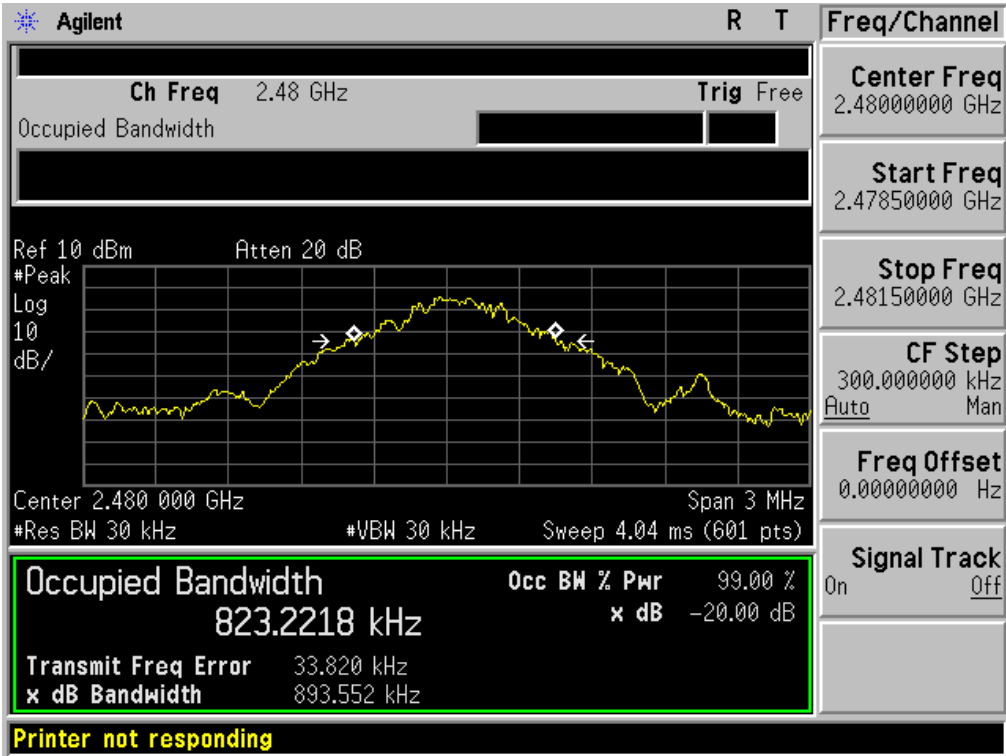 Agilent R T
Ch Freq 2.48 GHz Trig Free
Occupied Bandwidth
Ref 10 dBm Atten 20 dB
#Peak
Log
10
dB/
Center 2.480 000 GHz Span 3 MHz
#Res BW 30 kHz #VBW 30 kHz Sweep 4.04 ms (601 pts)
Occupied Bandwidth
823.2218 kHz
Occ BW % Pwr 99.00 %
x dB -20.00 dB
Transmit Freq Error 33.820 kHz
x dB Bandwidth 893.552 kHz
Printer not responding
Freq/Channel
Center Freq
2.48000000 GHz
Start Freq
2.47850000 GHz
Stop Freq
2.48150000 GHz
CF Step
300.000000 kHz
Auto Man
Freq Offset
0.00000000 Hz
Signal Track
On Off